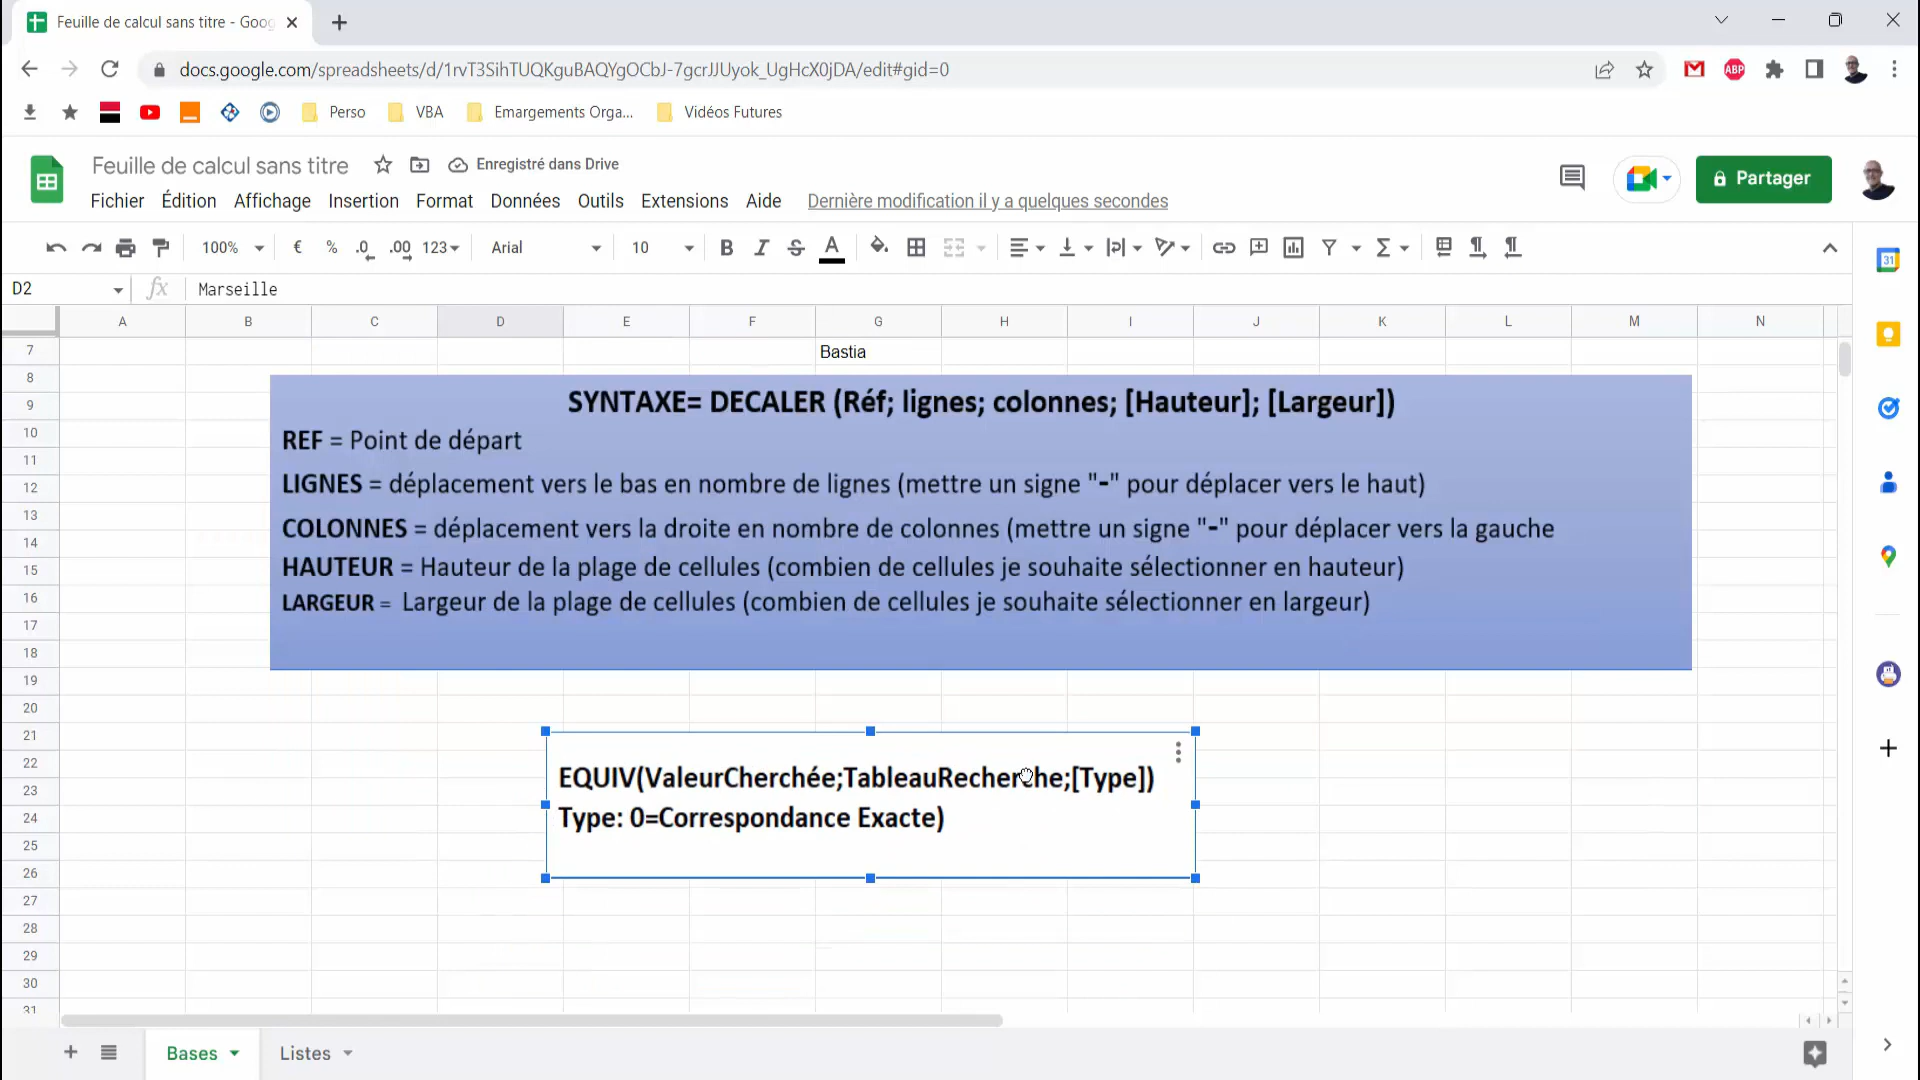 Feuille de calcul sans titre - Goog
docs.google.com/spreadsheets/d/1rvT3SihTUQKguBAQYgOCbJ-7gcrJJUyok_UgHcX0jDA/edit#gid=0
ABP
Perso
VBA
Emargements Orga...
Vidéos Futures
Feuille de calcul sans titre
Enregistré dans Drive
Partager
Fichier Édition Affichage Insertion Format Données Outils Extensions Aide Dernière modification il y a quelques secondes
100% € % .0 .00 123 Arial 10 B I S A
31
D2 fx Marseille
A B C D E F G H I J K L M N
7 Bastia
8
SYNTAXE= DECALER (Réf; lignes; colonnes; [Hauteur]; [Largeur])
9
10
REF = Point de départ
11
12
LIGNES = déplacement vers le bas en nombre de lignes (mettre un signe "-" pour déplacer vers le haut)
13
14
COLONNES = déplacement vers la droite en nombre de colonnes (mettre un signe "-" pour déplacer vers la gauche
15
HAUTEUR = Hauteur de la plage de cellules (combien de cellules je souhaite sélectionner en hauteur)
16
LARGEUR = Largeur de la plage de cellules (combien de cellules je souhaite sélectionner en largeur)
17
18
19
20
21
22
EQUIV(ValeurCherchée;TableauRecherche;[Type])
23
24
Type: 0=Correspondance Exacte)
25
26
27
28
29
30
31
Bases
Listes